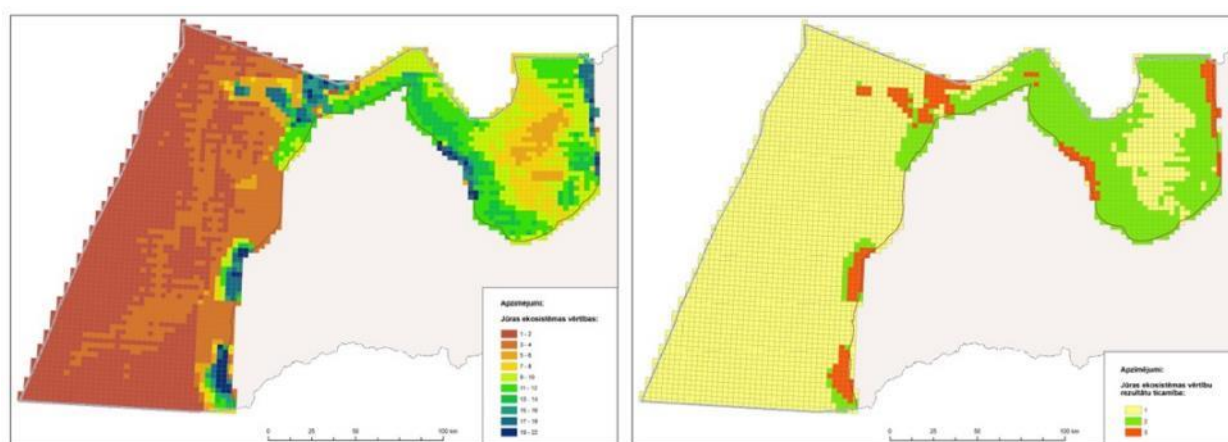 Apzīmējumi:
Jūras ekosistēmas vērtības:
1 - 2
3 - 4
5 - 6
7 - 8
9 - 10
11 - 12
13 - 14
15 - 16
17 - 18
19 - 22
0 25 50 100 km
Apzīmējumi:
Jūras ekosistēmas vērtību
rezultātu ticamība:
1
2
3
0 25 50 100 km